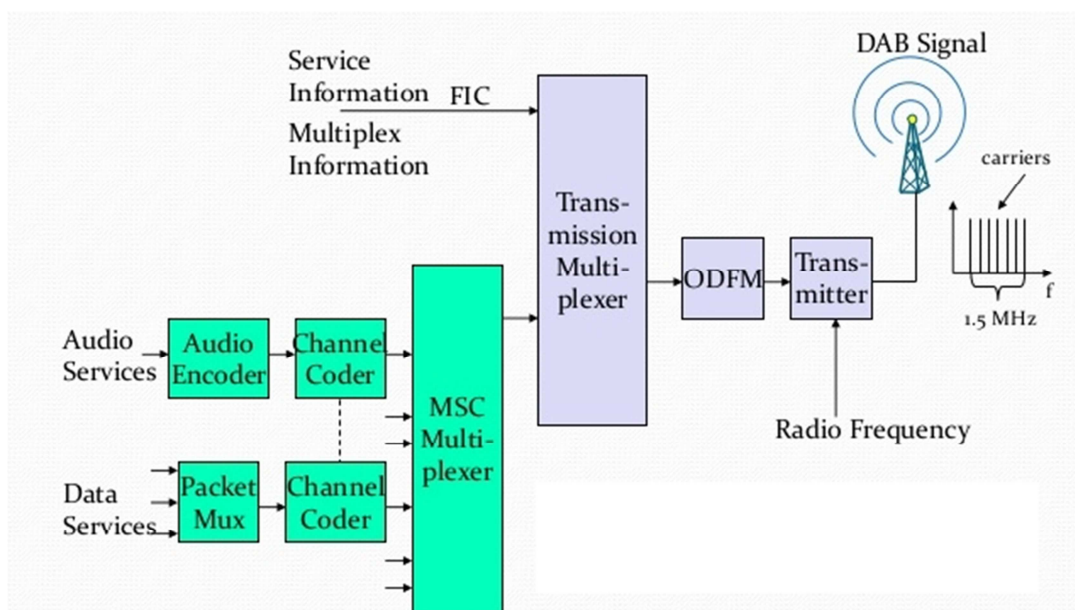 DAB Signal
Service
Information FIC
Multiplex
Information
carriers
Trans-
mission
Multi-
plexer
ODFM
Trans-
mitter
f
1.5 MHz
Audio
Services
Audio
Encoder
Channel
Coder
MSC
Multi-
plexer
Radio Frequency
Data
Services
Packet
Mux
Channel
Coder